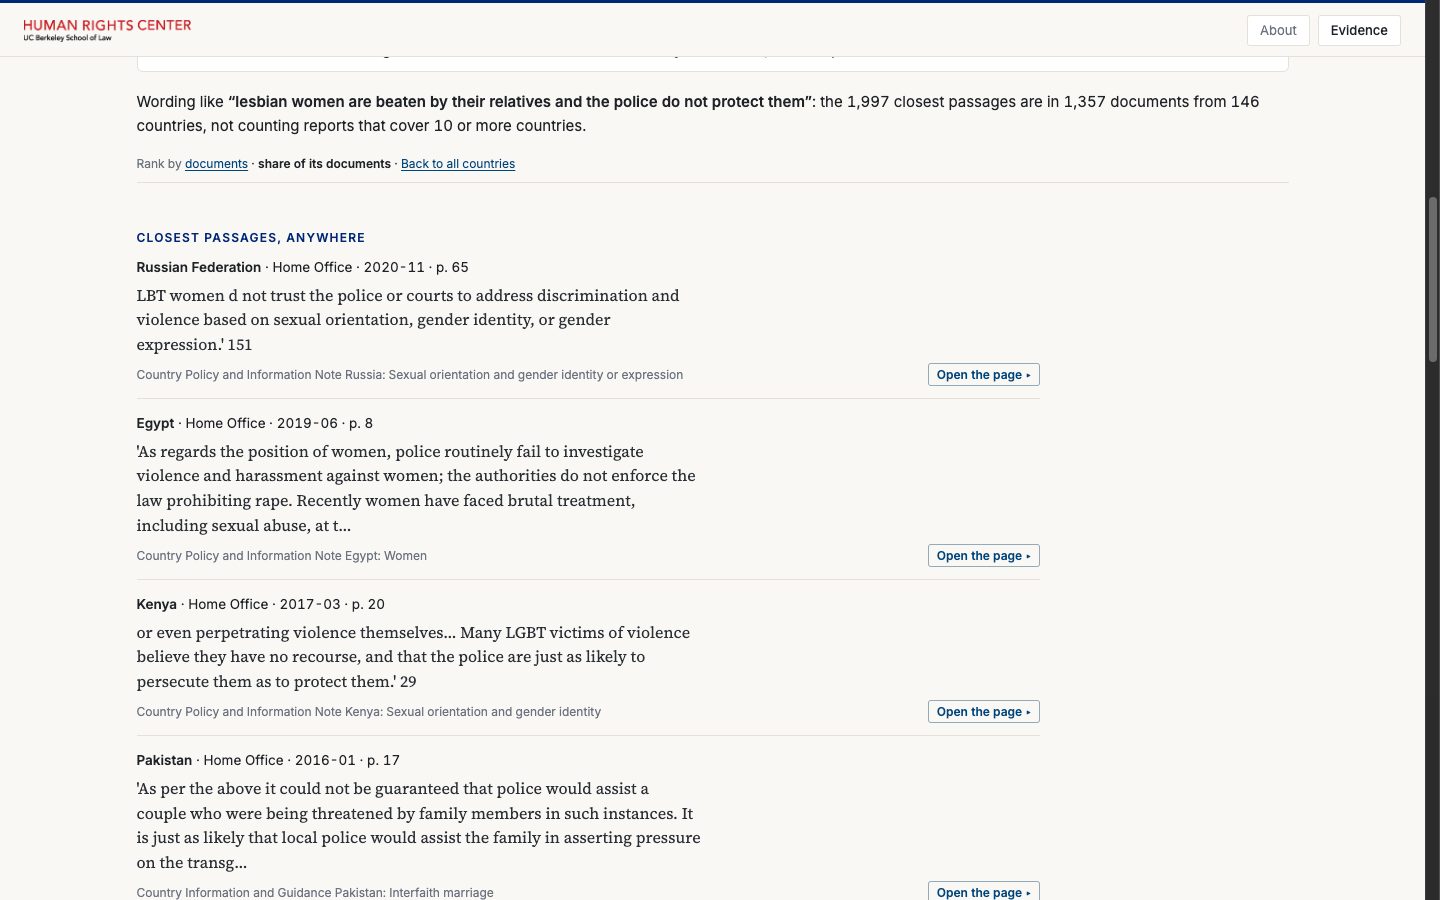 HUMAN RIGHTS CENTER
UC Berkeley School of Law
About
Evidence
Wording like “lesbian women are beaten by their relatives and the police do not protect them”: the 1,997 closest passages are in 1,357 documents from 146
countries, not counting reports that cover 10 or more countries.
Rank by documents · share of its documents · Back to all countries
CLOSEST PASSAGES, ANYWHERE
Russian Federation · Home Office · 2020-11 · p. 65
LBT women d not trust the police or courts to address discrimination and
violence based on sexual orientation, gender identity, or gender
expression.' 151
Country Policy and Information Note Russia: Sexual orientation and gender identity or expression
Open the page ▸
Egypt · Home Office · 2019-06 · p. 8
'As regards the position of women, police routinely fail to investigate
violence and harassment against women; the authorities do not enforce the
law prohibiting rape. Recently women have faced brutal treatment,
including sexual abuse, at t...
Country Policy and Information Note Egypt: Women
Open the page ▸
Kenya · Home Office · 2017-03 · p. 20
or even perpetrating violence themselves... Many LGBT victims of violence
believe they have no recourse, and that the police are just as likely to
persecute them as to protect them.' 29
Country Policy and Information Note Kenya: Sexual orientation and gender identity
Open the page ▸
Pakistan · Home Office · 2016-01 · p. 17
'As per the above it could not be guaranteed that police would assist a
couple who were being threatened by family members in such instances. It
is just as likely that local police would assist the family in asserting pressure
on the transg...
Country Information and Guidance Pakistan: Interfaith marriage
Open the page ▸